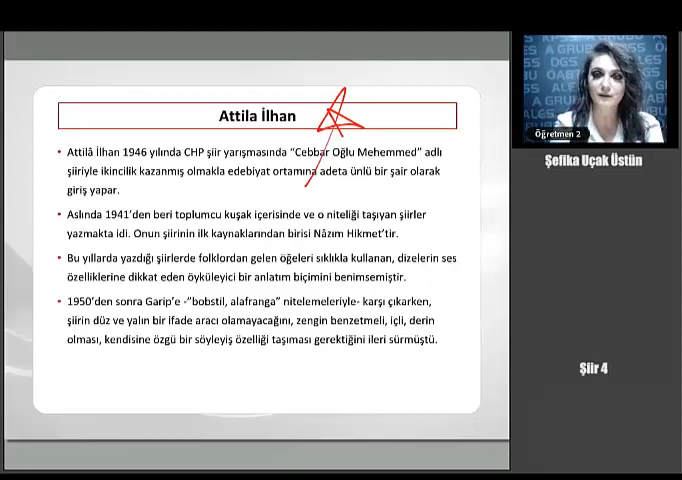 Attila İlhan
• Attilâ İlhan 1946 yılında CHP şiir yarışmasında “Cebbar Oğlu Mehemmed” adlı
şiiriyle ikincilik kazanmış olmakla edebiyat ortamına adeta ünlü bir şair olarak
giriş yapar.
• Aslında 1941’den beri toplumcu kuşak içerisinde ve o niteliği taşıyan şiirler
yazmakta idi. Onun şiirinin ilk kaynaklarından birisi Nâzım Hikmet’tir.
• Bu yıllarda yazdığı şiirlerde folklordan gelen öğeleri sıklıkla kullanan, dizelerin ses
özelliklerine dikkat eden öyküleyici bir anlatım biçimini benimsemiştir.
• 1950’den sonra Garip’e -”bobstil, alafranga” nitelemeleriyle- karşı çıkarken,
şiirin düz ve yalın bir ifade aracı olamayacağını, zengin benzetmeli, içli, derin
olması, kendisine özgü bir söyleyiş özelliği taşıması gerektiğini ileri sürmüştü.
Öğretmen 2
Şefika Uçak Üstün
Şiir 4